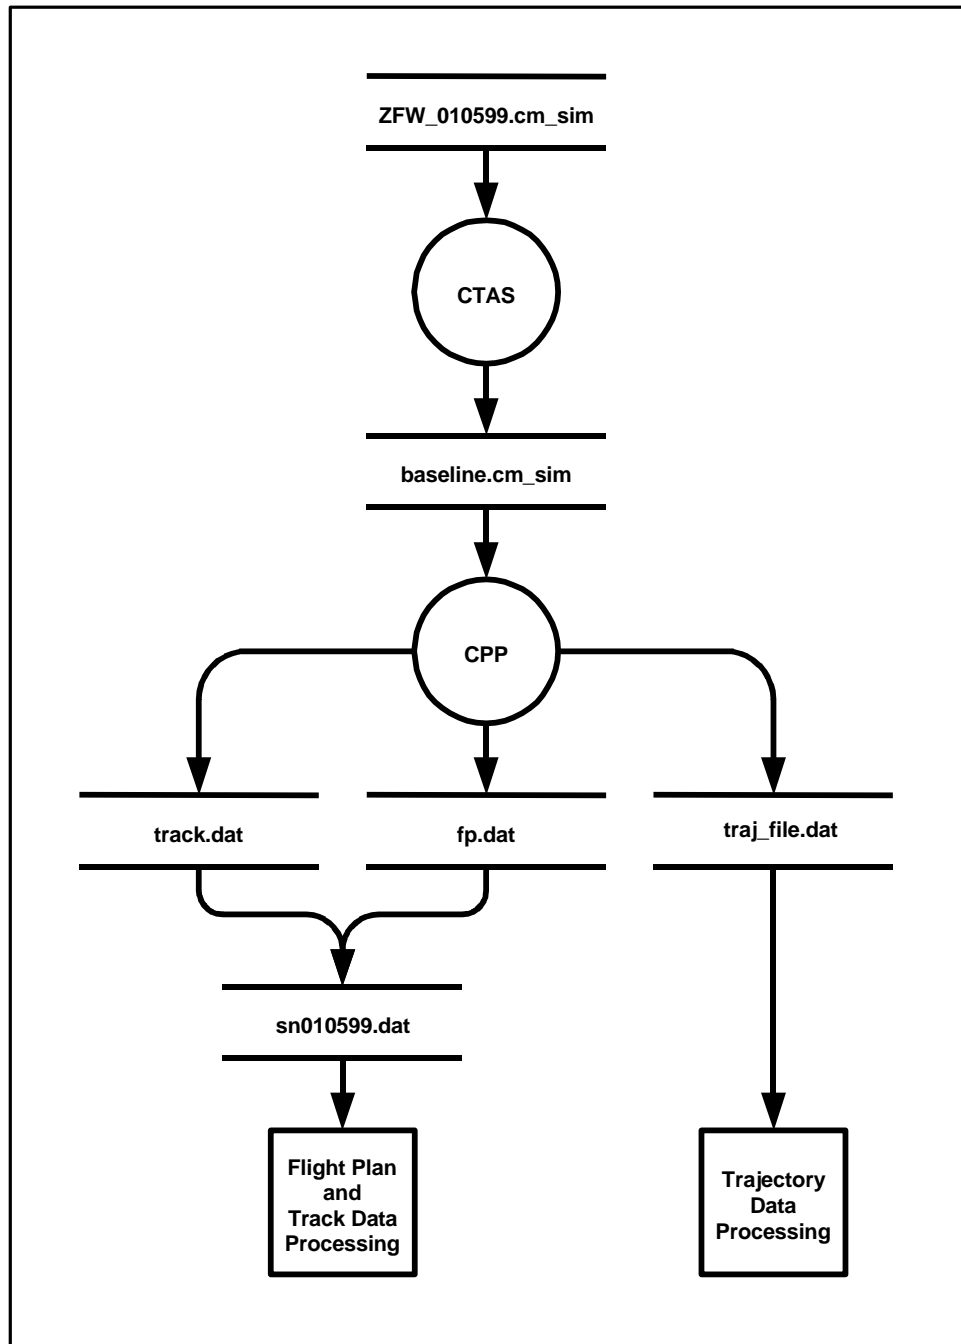 ZFW_010599.cm_sim
CTAS
baseline.cm_sim
CPP
track.dat
fp.dat
traj_file.dat
sn010599.dat
Flight Plan
and
Track Data
Processing
Trajectory
Data
Processing